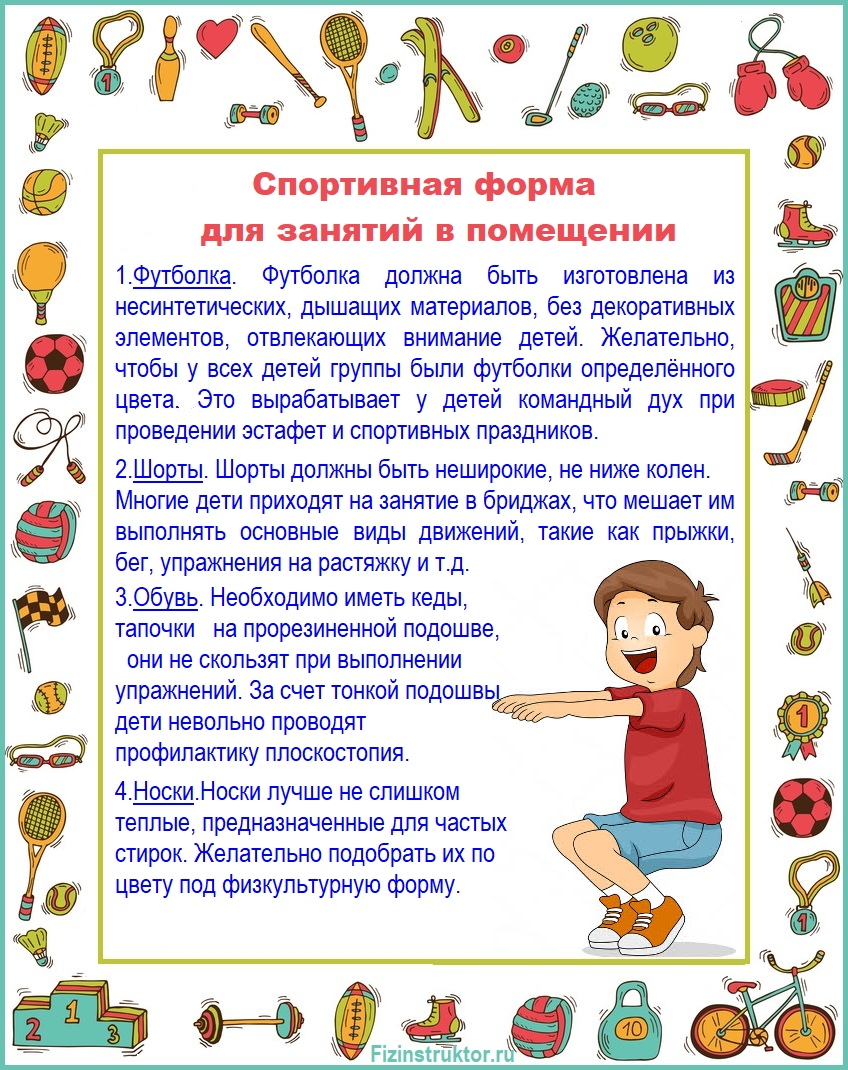 1
Спортивная форма
для занятий в помещении
1.Футболка. Футболка должна быть изготовлена из
несинтетических, дышащих материалов, без декоративных
элементов, отвлекающих внимание детей. Желательно,
чтобы у всех детей группы были футболки определённого
цвета. Это вырабатывает у детей командный дух при
проведении эстафет и спортивных праздников.
2.Шорты. Шорты должны быть неширокие, не ниже колен.
Многие дети приходят на занятие в бриджах, что мешает им
выполнять основные виды движений, такие как прыжки,
бег, упражнения на растяжку и т.д.
3.Обувь. Необходимо иметь кеды,
тапочки на прорезиненной подошве,
они не скользят при выполнении
упражнений. За счет тонкой подошвы
дети невольно проводят
профилактику плоскостопия.
4.Носки.Носки лучше не слишком
теплые, предназначенные для частых
стирок. Желательно подобрать их по
цвету под физкультурную форму.
1
1
2 1 3
10
Fizinstruktor.ru